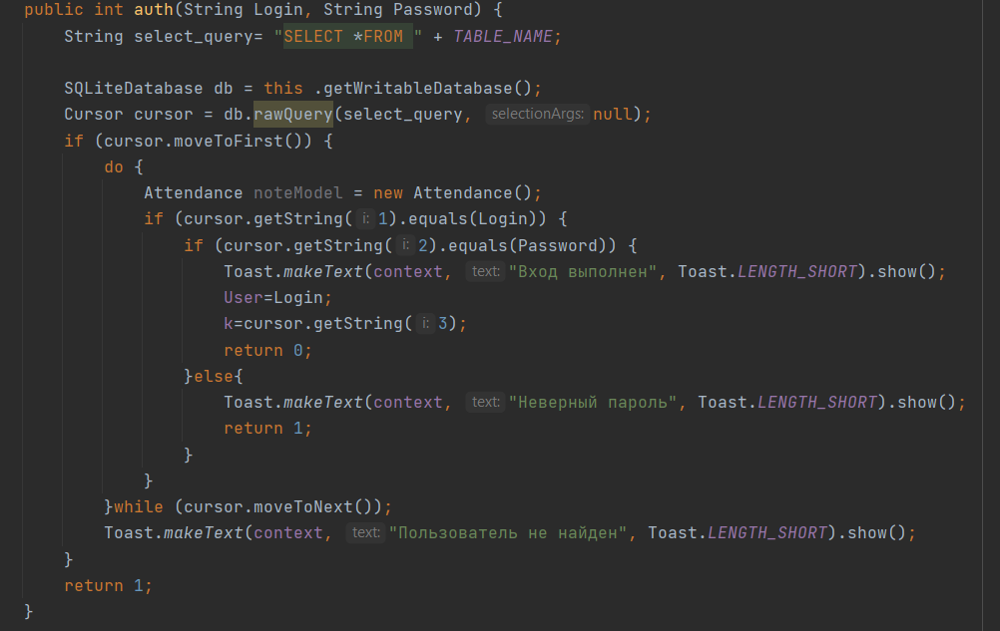 public int auth(String Login, String Password) {
String select_query= "SELECT *FROM " + TABLE_NAME;
SQLiteDatabase db = this .getWritableDatabase();
Cursor cursor = db.rawQuery(select_query, selectionArgs: null);
if (cursor.moveToFirst()) {
do {
Attendance noteModel = new Attendance();
if (cursor.getString( i: 1).equals(Login)) {
if (cursor.getString( i: 2).equals(Password)) {
Toast.makeText(context, text: "Вход выполнен", Toast.LENGTH_SHORT).show();
User=Login;
k=cursor.getString( i: 3);
return 0;
}else{
Toast.makeText(context, text: "Неверный пароль", Toast.LENGTH_SHORT).show();
return 1;
}
}
}while (cursor.moveToNext());
Toast.makeText(context, text: "Пользователь не найден", Toast.LENGTH_SHORT).show();
}
return 1;
}